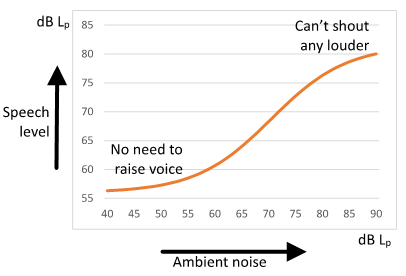 dB Lp
85
Can't shout
any louder
80
75
Speech
level
70
65
No need to
raise voice
60
55
40 45 50 55 60 65 70 75 80 85 90
dB Lp
Ambient noise